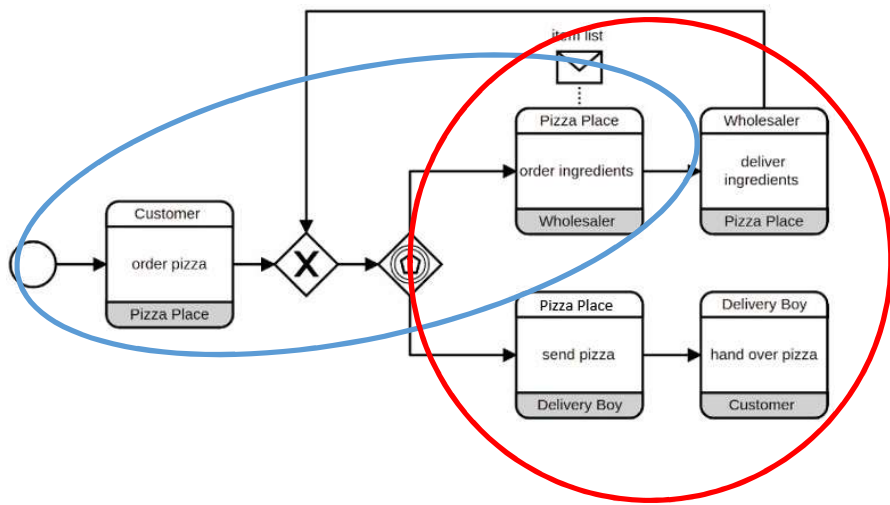 item list
Pizza Place
order ingredients
Wholesaler
Wholesaler
deliver
ingredients
Pizza Place
Customer
order pizza
Pizza Place
X
Pizza Place
send pizza
Delivery Boy
Delivery Boy
hand over pizza
Customer